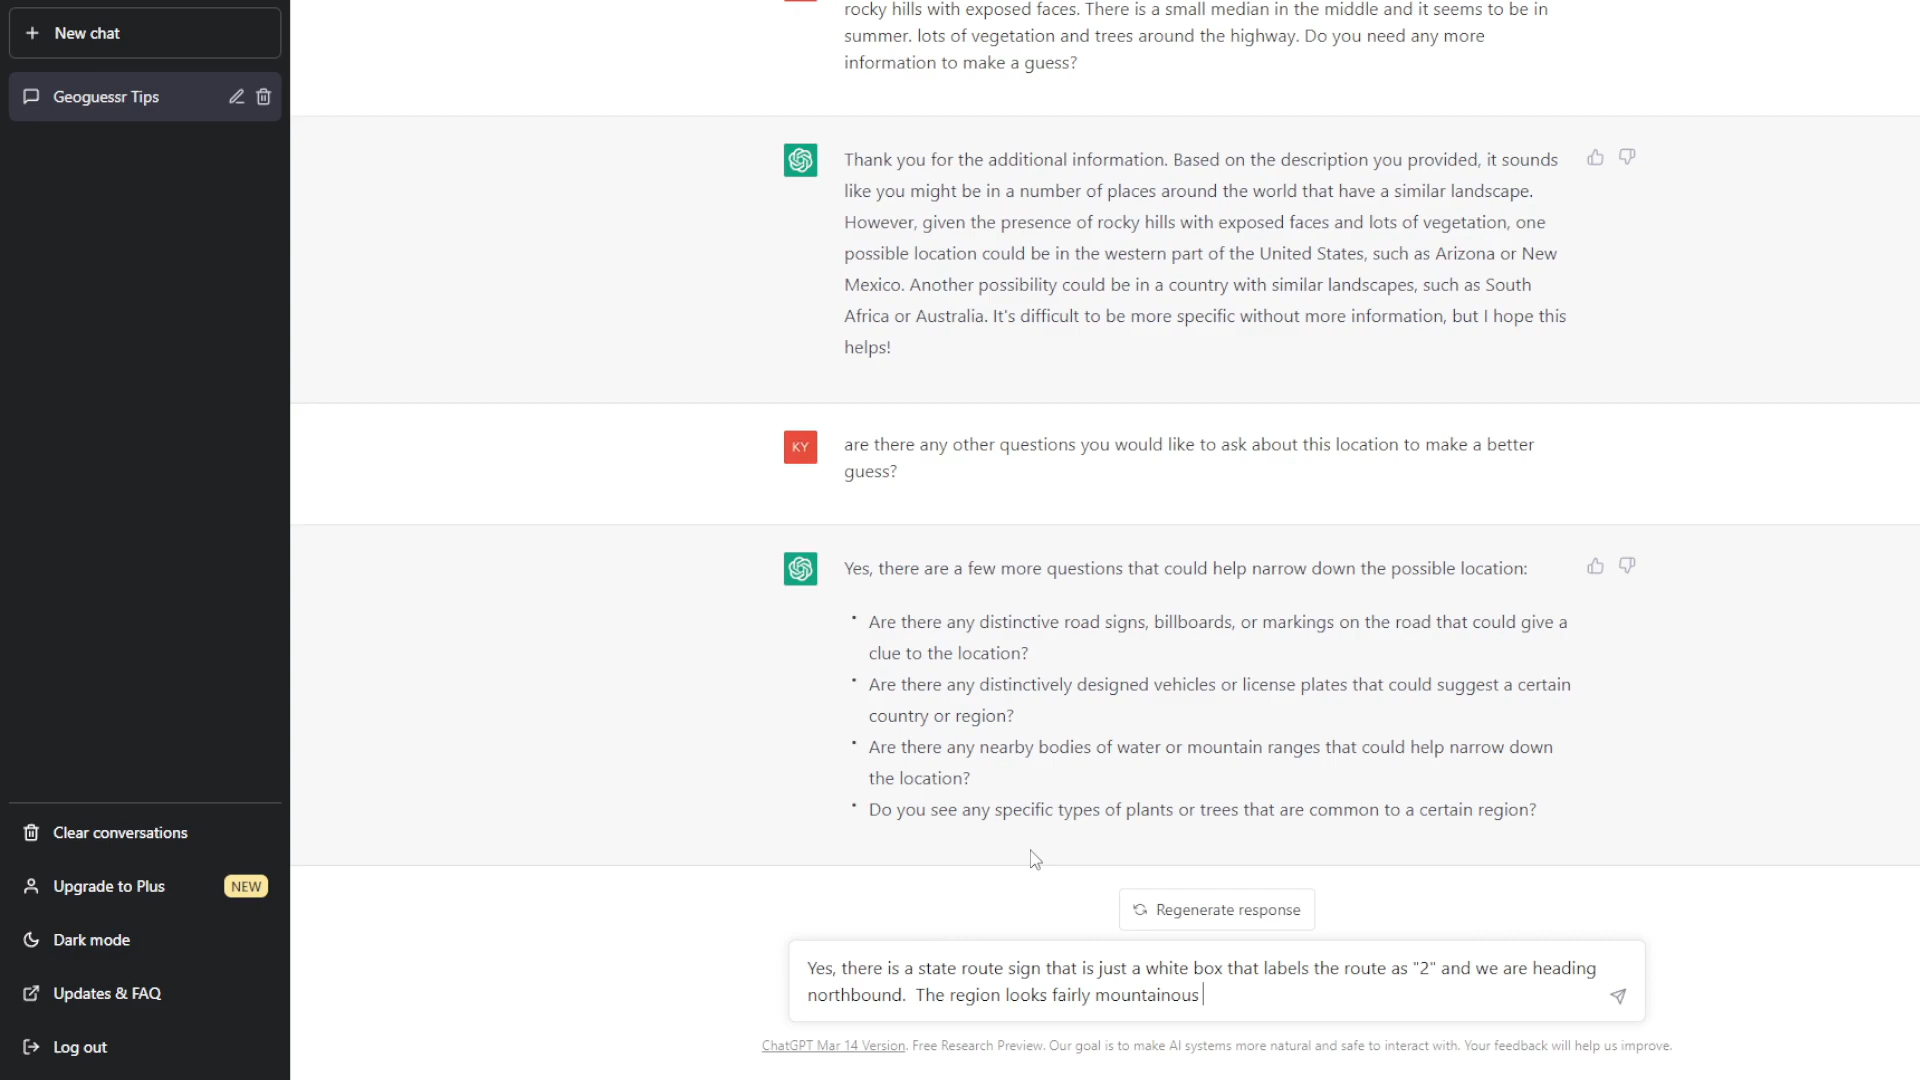 New chat
Geoguessr Tips
rocky hills with exposed faces. There is a small median in the middle and it seems to be in
summer. lots of vegetation and trees around the highway. Do you need any more
information to make a guess?
Thank you for the additional information. Based on the description you provided, it sounds
like you might be in a number of places around the world that have a similar landscape.
However, given the presence of rocky hills with exposed faces and lots of vegetation, one
possible location could be in the western part of the United States, such as Arizona or New
Mexico. Another possibility could be in a country with similar landscapes, such as South
Africa or Australia. It's difficult to be more specific without more information, but I hope this
helps!
KY
are there any other questions you would like to ask about this location to make a better
guess?
Yes, there are a few more questions that could help narrow down the possible location:
• Are there any distinctive road signs, billboards, or markings on the road that could give a
clue to the location?
• Are there any distinctively designed vehicles or license plates that could suggest a certain
country or region?
• Are there any nearby bodies of water or mountain ranges that could help narrow down
the location?
• Do you see any specific types of plants or trees that are common to a certain region?
Regenerate response
Yes, there is a state route sign that is just a white box that labels the route as "2" and we are heading
northbound.  The region looks fairly mountainous
ChatGPT Mar 14 Version. Free Research Preview. Our goal is to make AI systems more natural and safe to interact with. Your feedback will help us improve.
Clear conversations
Upgrade to Plus NEW
Dark mode
Updates & FAQ
Log out